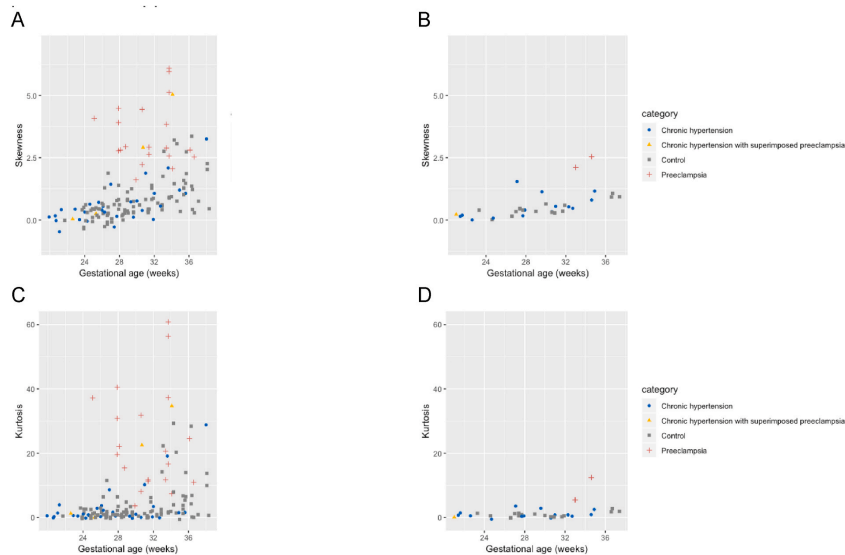 A
B
Skewness
5.0
2.5
0.0
24
28
32
36
Gestational age (weeks)
Skewness
5.0
2.5
0.0
24
28
32
36
Gestational age (weeks)
category
Chronic hypertension
Chronic hypertension with superimposed preeclampsia
Control
Preeclampsia
C
D
Kurtosis
60
40
20
0
24
28
32
36
Gestational age (weeks)
Kurtosis
60
40
20
0
24
28
32
36
Gestational age (weeks)
category
Chronic hypertension
Chronic hypertension with superimposed preeclampsia
Control
Preeclampsia